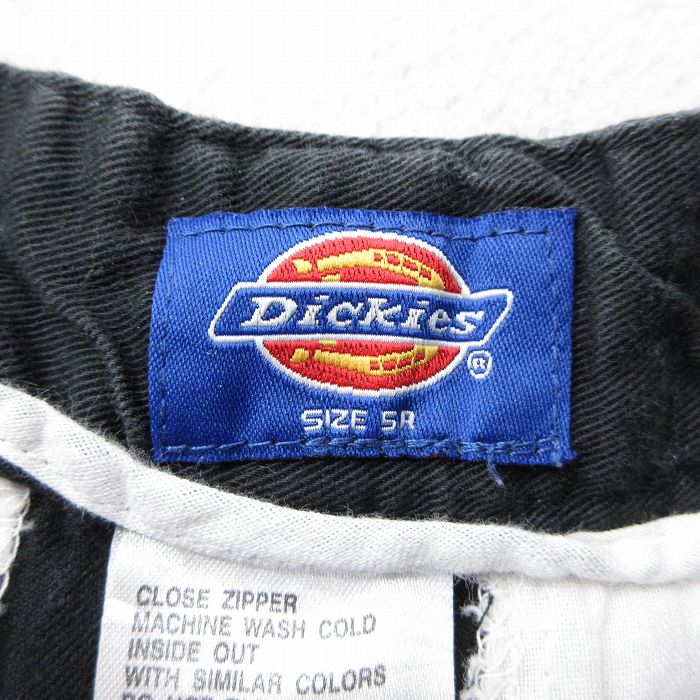 Dickies
®
SIZE 5R
CLOSE ZIPPER
MACHINE WASH COLD
INSIDE OUT
WITH SIMILAR COLORS